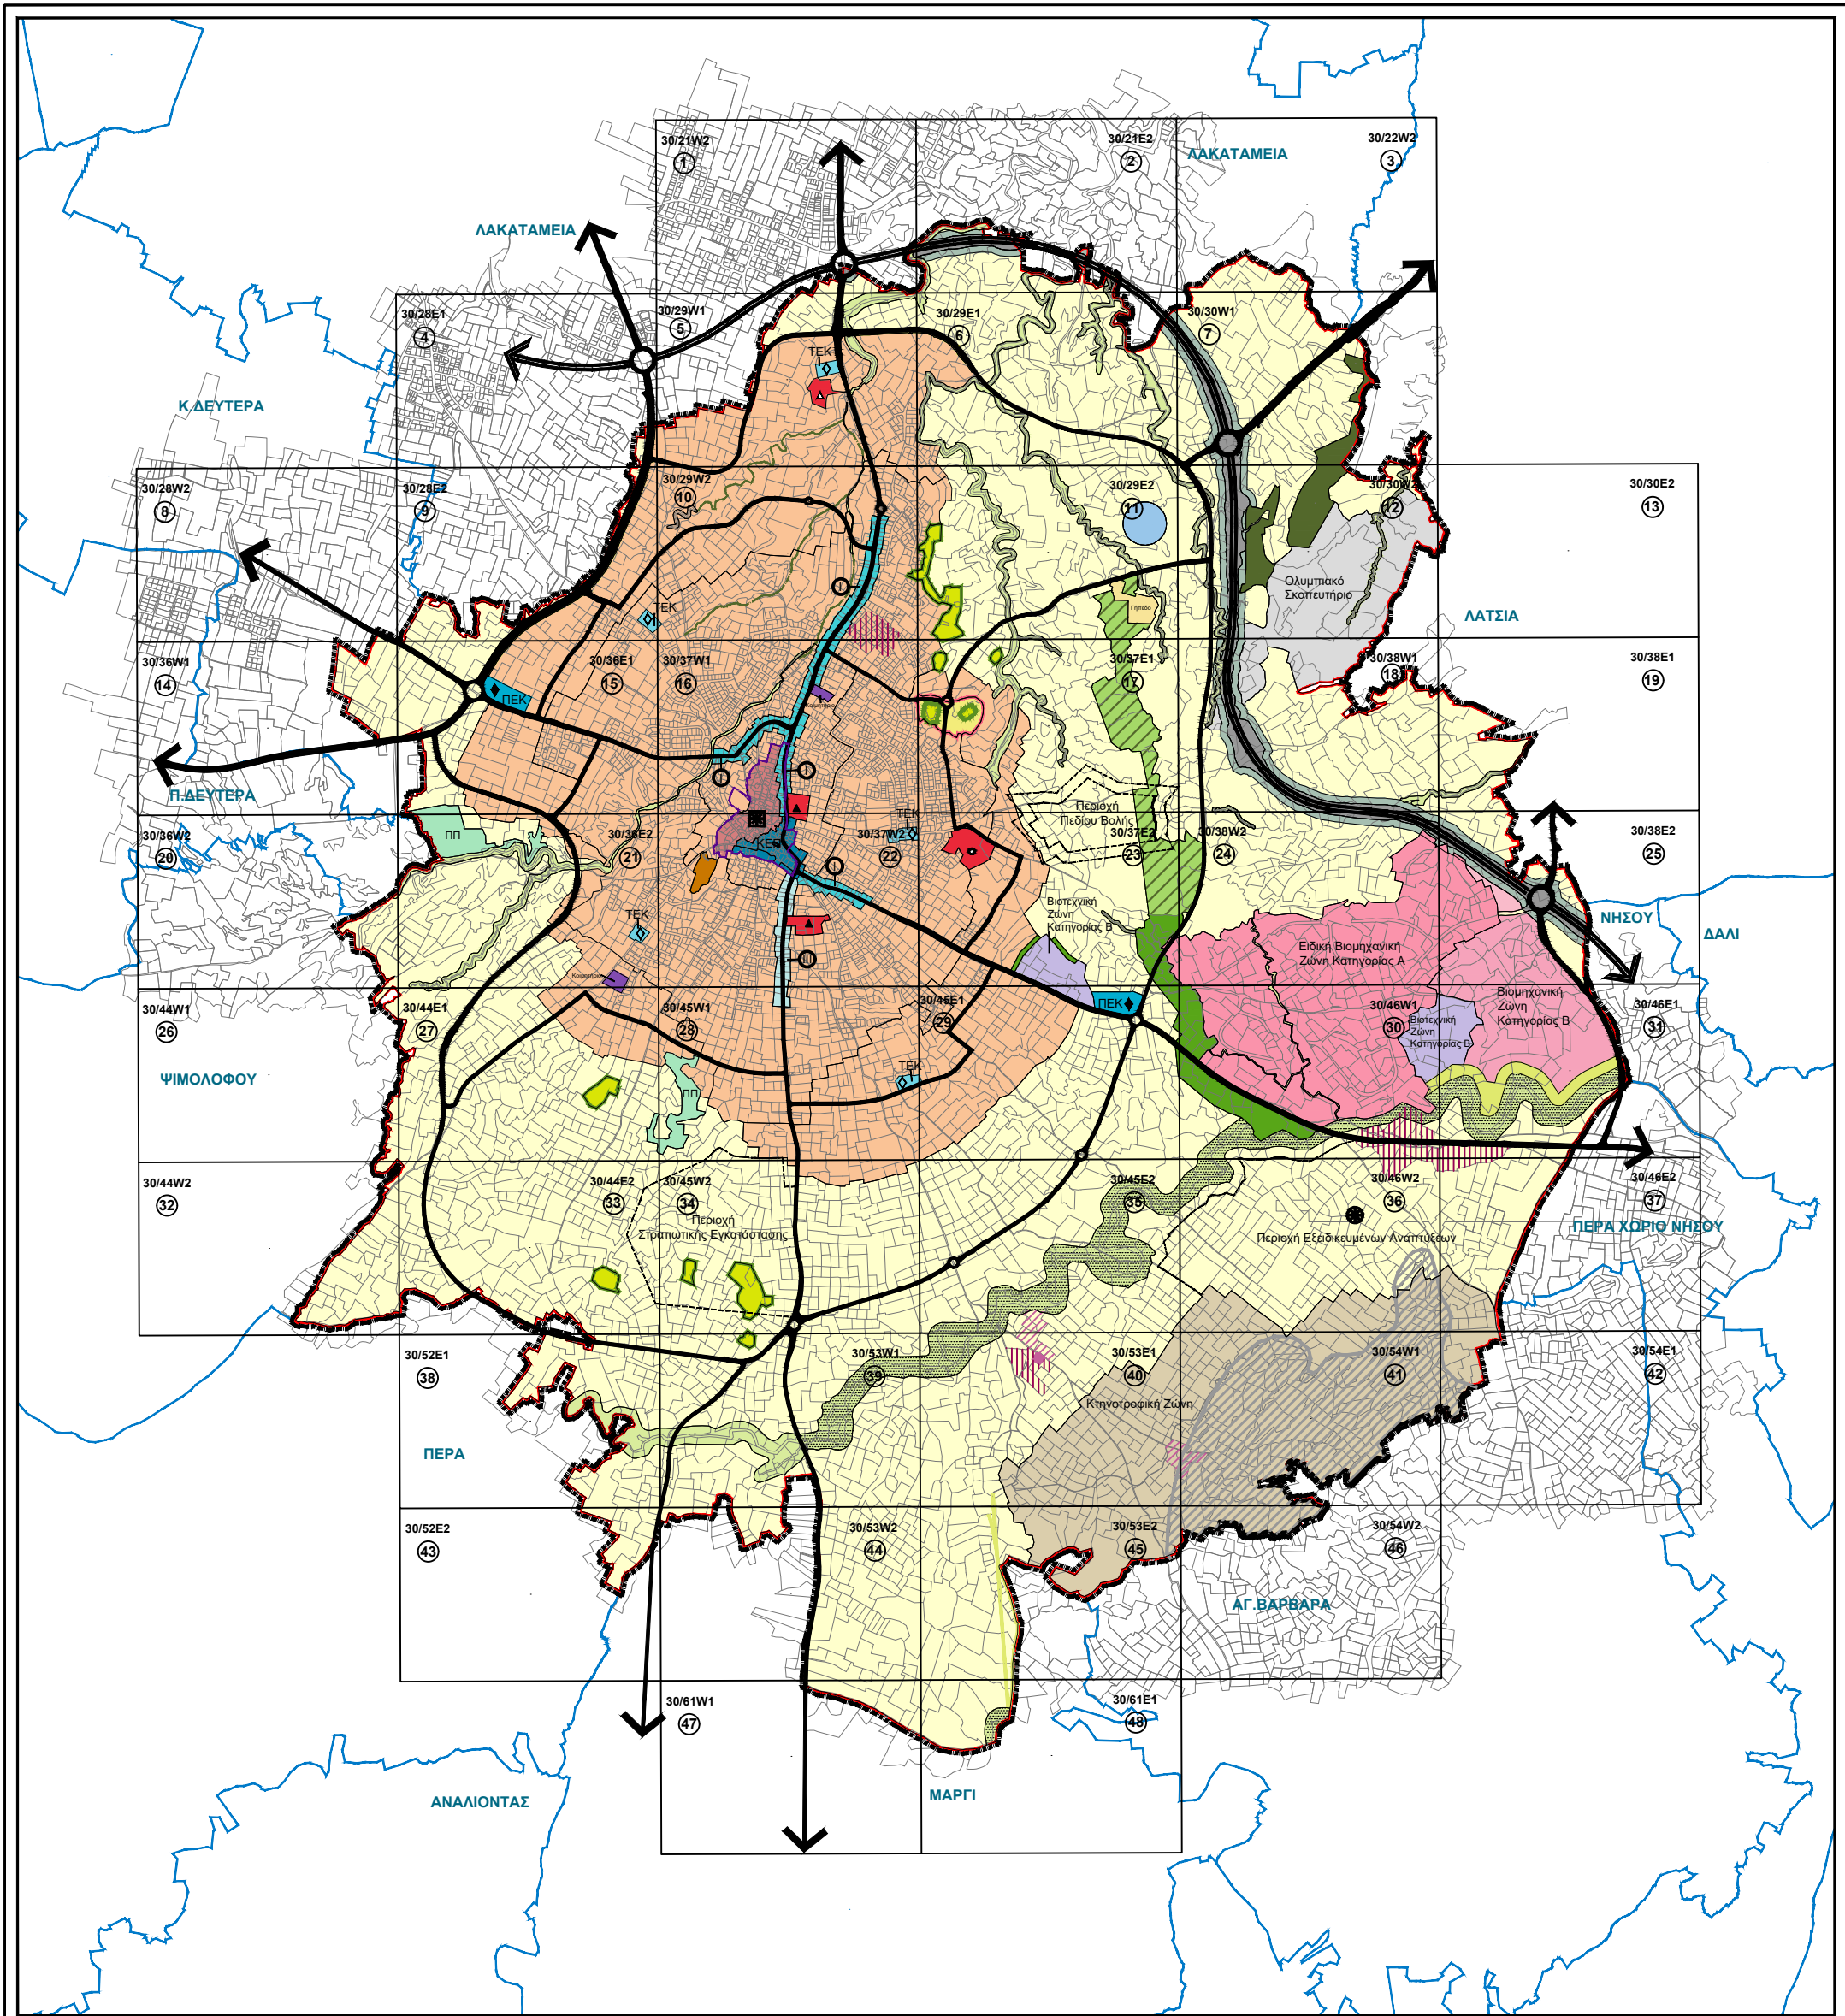 30/21W2
1
30/21E2
2
ΛΑΚΑΤΑΜΕΙΑ
30/22W2
3
ΛΑΚΑΤΑΜΕΙΑ
30/28E1
4
30/29W1
5
30/29E1
6
30/30W1
7
ΤΕΚ
Κ.ΔΕΥΤΕΡΑ
30/28W2
8
30/28E2
9
30/29W2
10
30/29E2
11
30/30W2
12
30/30E2
13
Ολυμπιακό
Σκοπευτήριο
Γήπεδο
ΤΕΚ
ΛΑΤΣΙΑ
30/36W1
14
30/36E1
15
30/37W1
16
30/37E1
17
30/38W1
18
30/38E1
19
ΠΕΚ
Κοιμητήριο
Π.ΔΕΥΤΕΡΑ
Περιοχή
Πεδίου Βολής
30/36W2
20
ΠΠ
30/36E2
21
ΚΕΠ
30/37W2
22
ΤΕΚ
30/37E2
23
30/38W2
24
30/38E2
25
Βιοτεχνική
Ζώνη
Κατηγορίας Β
ΤΕΚ
ΝΗΣΟΥ
ΔΑΛΙ
Ειδική Βιομηχανική
Ζώνη Κατηγορίας Α
Κοιμητήριο
ΙΙΙ
30/44W1
26
30/44E1
27
30/45W1
28
30/45E1
29
ΠΕΚ
30/46W1
30
Βιοτεχνική
Ζώνη
Κατηγορίας Β
Βιομηχανική
Ζώνη
Κατηγορίας Β
30/46E1
31
ΨΙΜΟΛΟΦΟΥ
ΤΕΚ
ΠΠ
30/44W2
32
30/44E2
33
30/45W2
34
30/45E2
35
30/46W2
36
30/46E2
37
Περιοχή
Στρατιωτικής Εγκατάστασης
ΠΕΡΑ ΧΩΡΙΟ ΝΗΣΟΥ
Περιοχή Εξειδικευμένων Αναπτύξεων
30/52E1
38
30/53W1
39
30/53E1
40
30/54W1
41
30/54E1
42
Κτηνοτροφική Ζώνη
ΠΕΡΑ
30/52E2
43
30/53W2
44
30/53E2
45
30/54W2
46
ΑΓ.ΒΑΡΒΑΡΑ
30/61W1
47
30/61E1
48
ΑΝΑΛΙΟΝΤΑΣ
ΜΑΡΓΙ